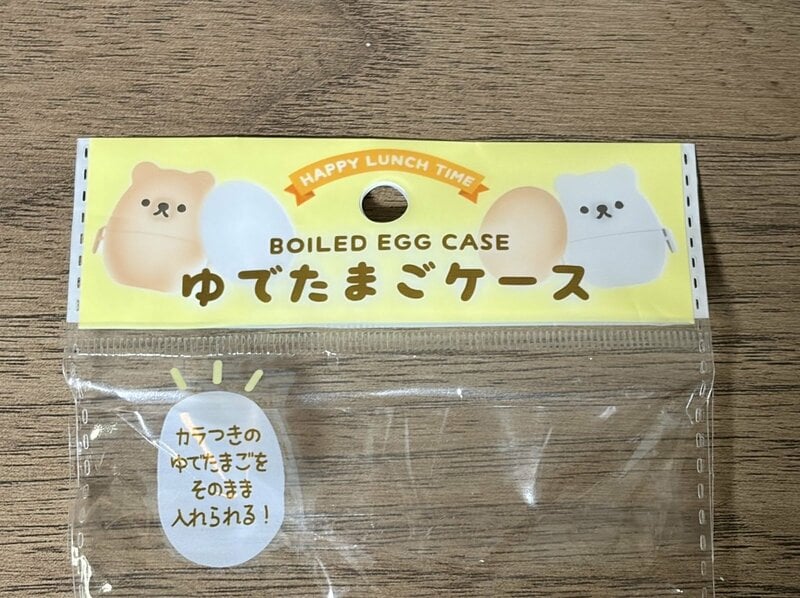 HAPPY LUNCH TIME
BOILED EGG CASE
ゆでたまごケース
カラつきの
ゆでたまごを
そのまま
入れられる!